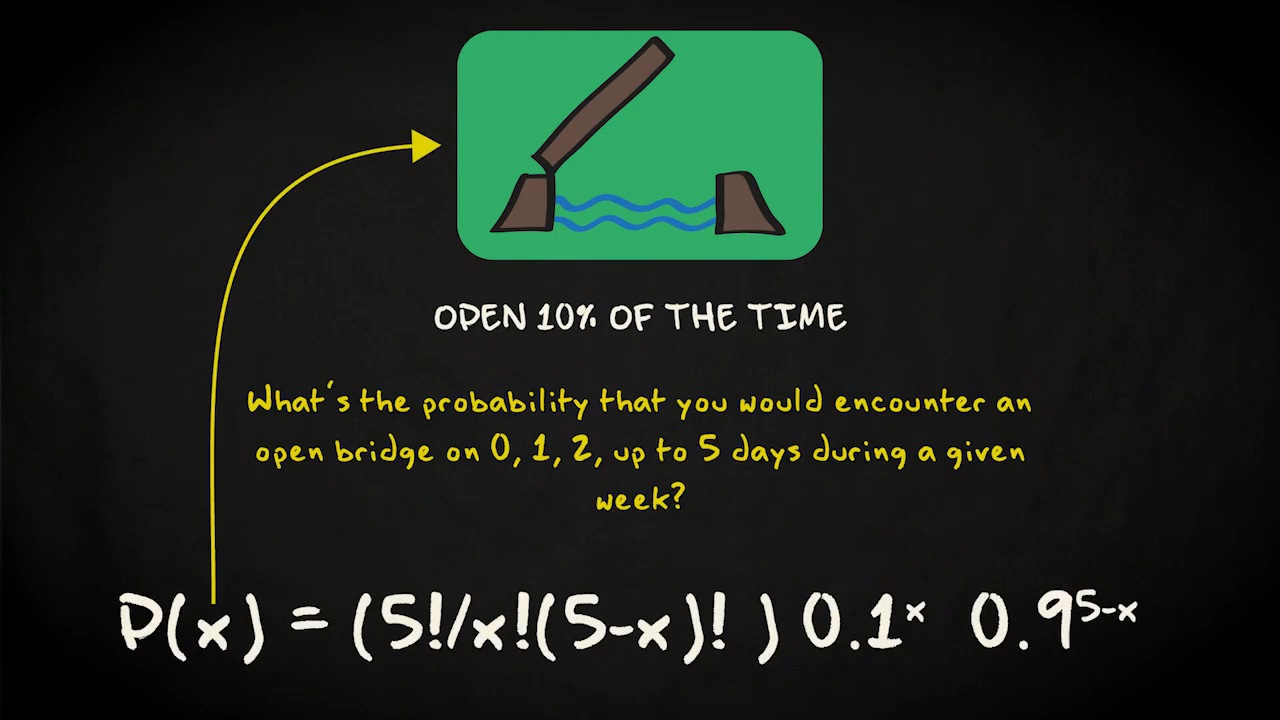 OPEN 10% OF THE TIME
What's the probability that you would encounter an
open bridge on 0, 1, 2, up to 5 days during a given
week?
P(x) = (5!/x!(5-x)! ) 0.1ˣ 0.9⁵⁻ˣ